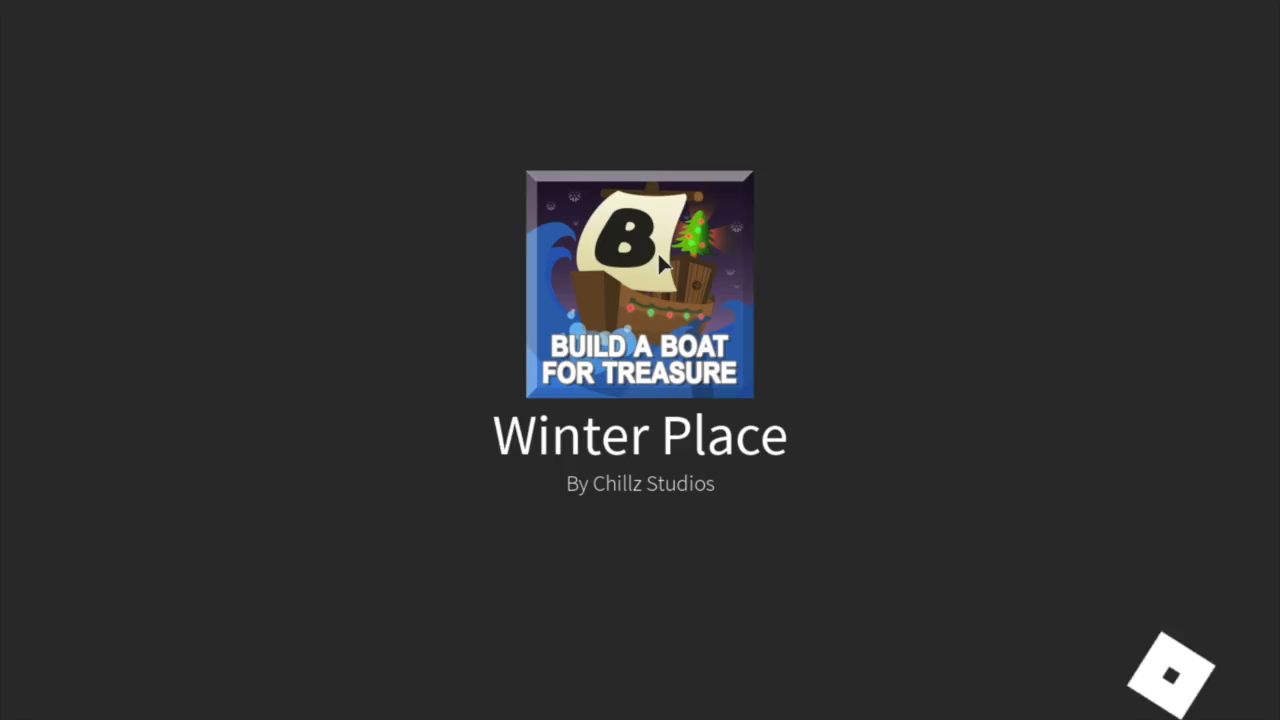 B
BUILD A BOAT
FOR TREASURE
Winter Place
By Chillz Studios